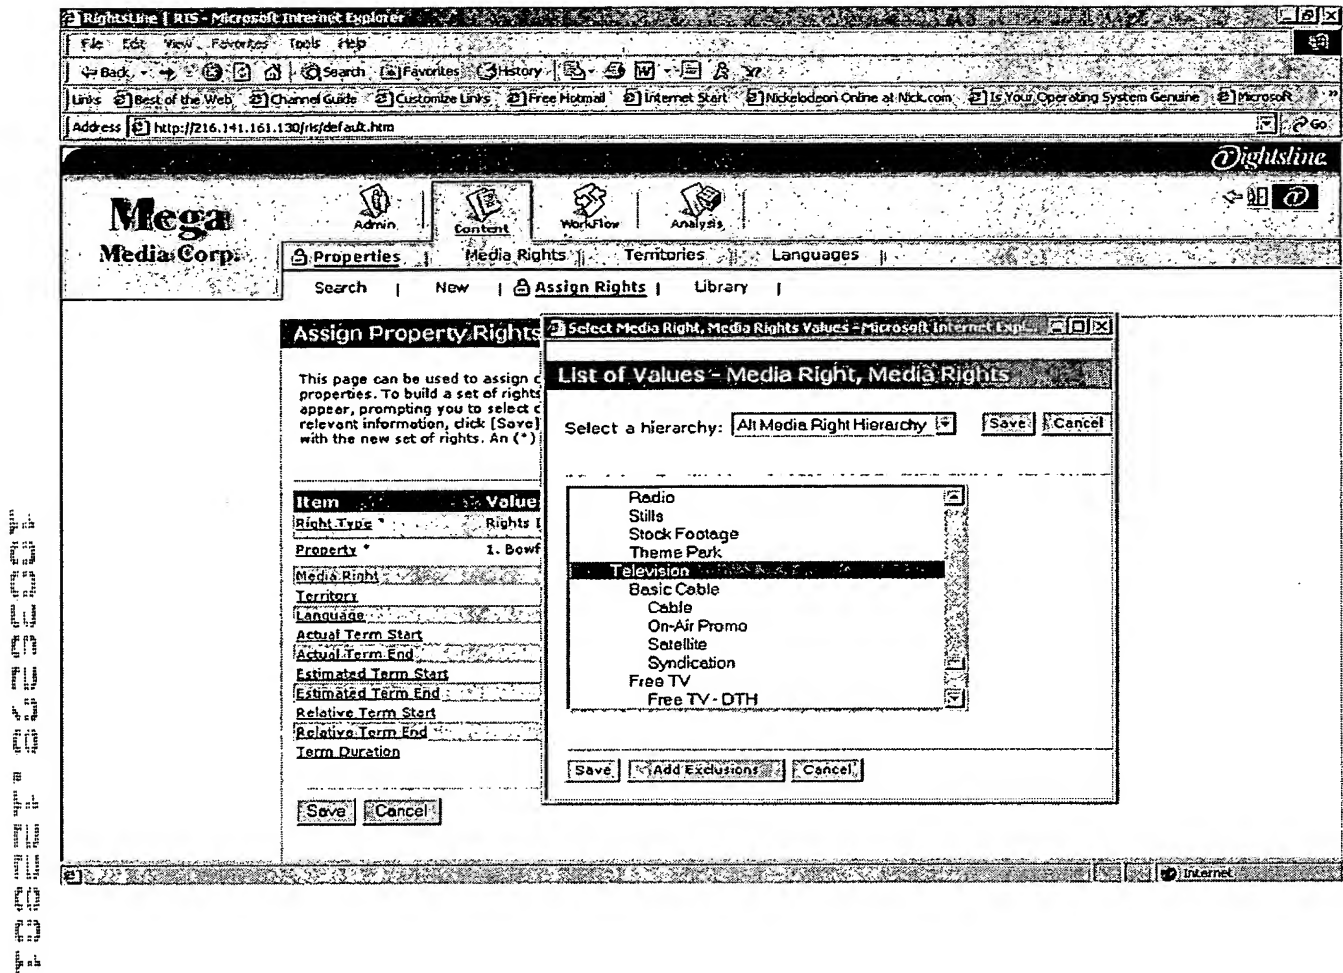 RightsLine | RIS - Microsoft Internet Explorer
File Edit View Favorites Tools Help
Back Search Favorites History
Links Best of the Web Channel Guide Customize Links Free Hotmail Internet Start Nickelodeon Online at Nick.com Is Your Operating System Genuine Microsoft »
Address http://216.141.161.130/ris/default.htm Go
Rightsline
Mega
Media Corp.
Admin Content WorkFlow Analysis
Properties | Media Rights | Territories | Languages |
Search | New | Assign Rights | Library |
Assign Property Rights
This page can be used to assign
properties. To build a set of rights
appear, prompting you to select
relevant information, click [Save]
with the new set of rights. An (*)
Item Value
Right Type * Rights
Property * 1. Bowf
Media Right
Territory
Language
Actual Term Start
Actual Term End
Estimated Term Start
Estimated Term End
Relative Term Start
Relative Term End
Term Duration
Save Cancel
Select Media Right, Media Rights Values - Microsoft Internet Expl...
List of Values - Media Right, Media Rights
Select a hierarchy: Alt Media Right Hierarchy Save Cancel
Radio
Stills
Stock Footage
Theme Park
Television
Basic Cable
Cable
On-Air Promo
Satellite
Syndication
Free TV
Free TV - DTH
Save Add Exclusions Cancel
Internet